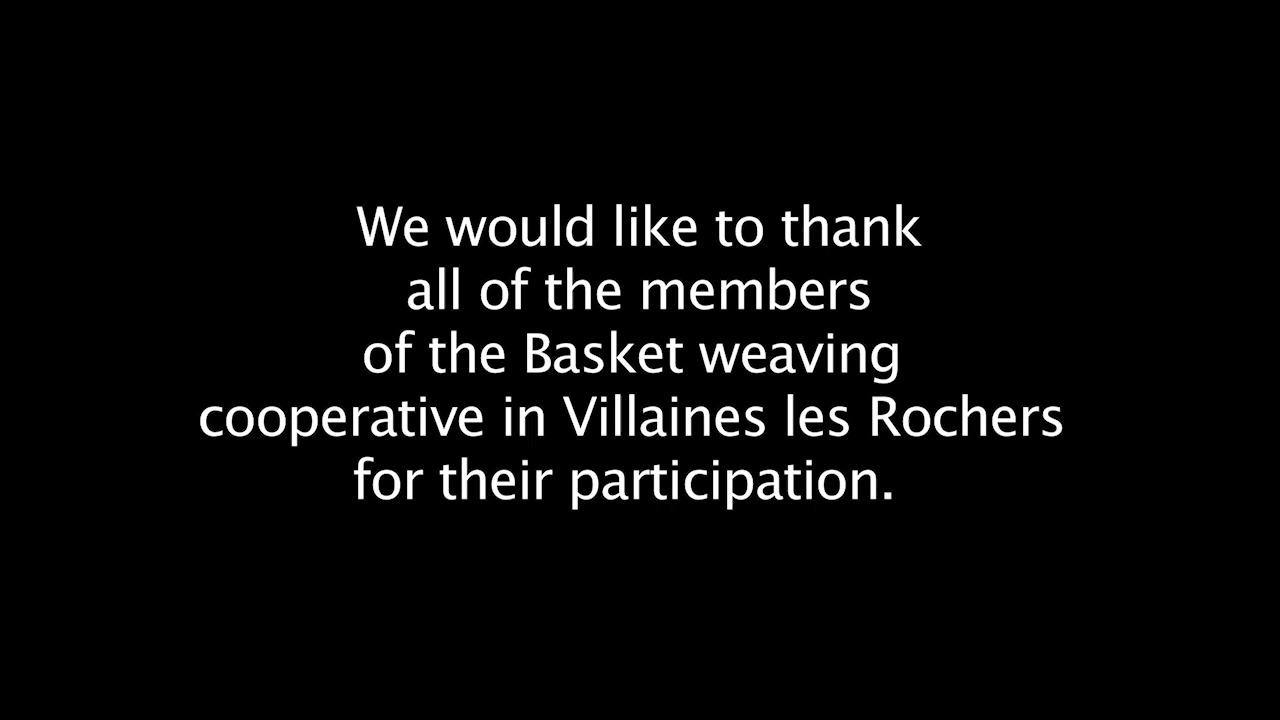 We would like to thank
all of the members
of the Basket weaving
cooperative in Villaines les Rochers
for their participation.